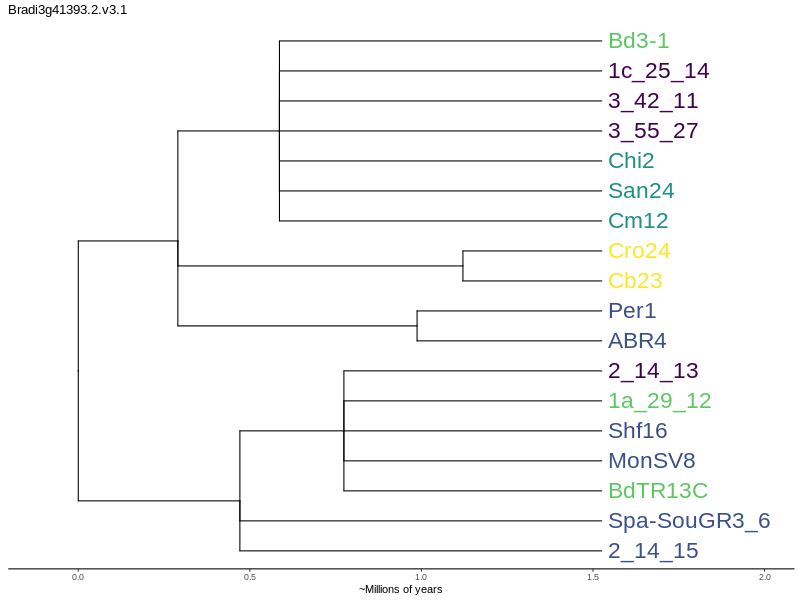 Bradi3g41393.2.v3.1
Bd3-1
1c_25_14
3_42_11
3_55_27
Chi2
San24
Cm12
Cro24
Cb23
Per1
ABR4
2_14_13
1a_29_12
Shf16
MonSV8
BdTR13C
Spa-SouGR3_6
2_14_15
0.0 0.5 1.0 1.5 2.0
~Millions of years